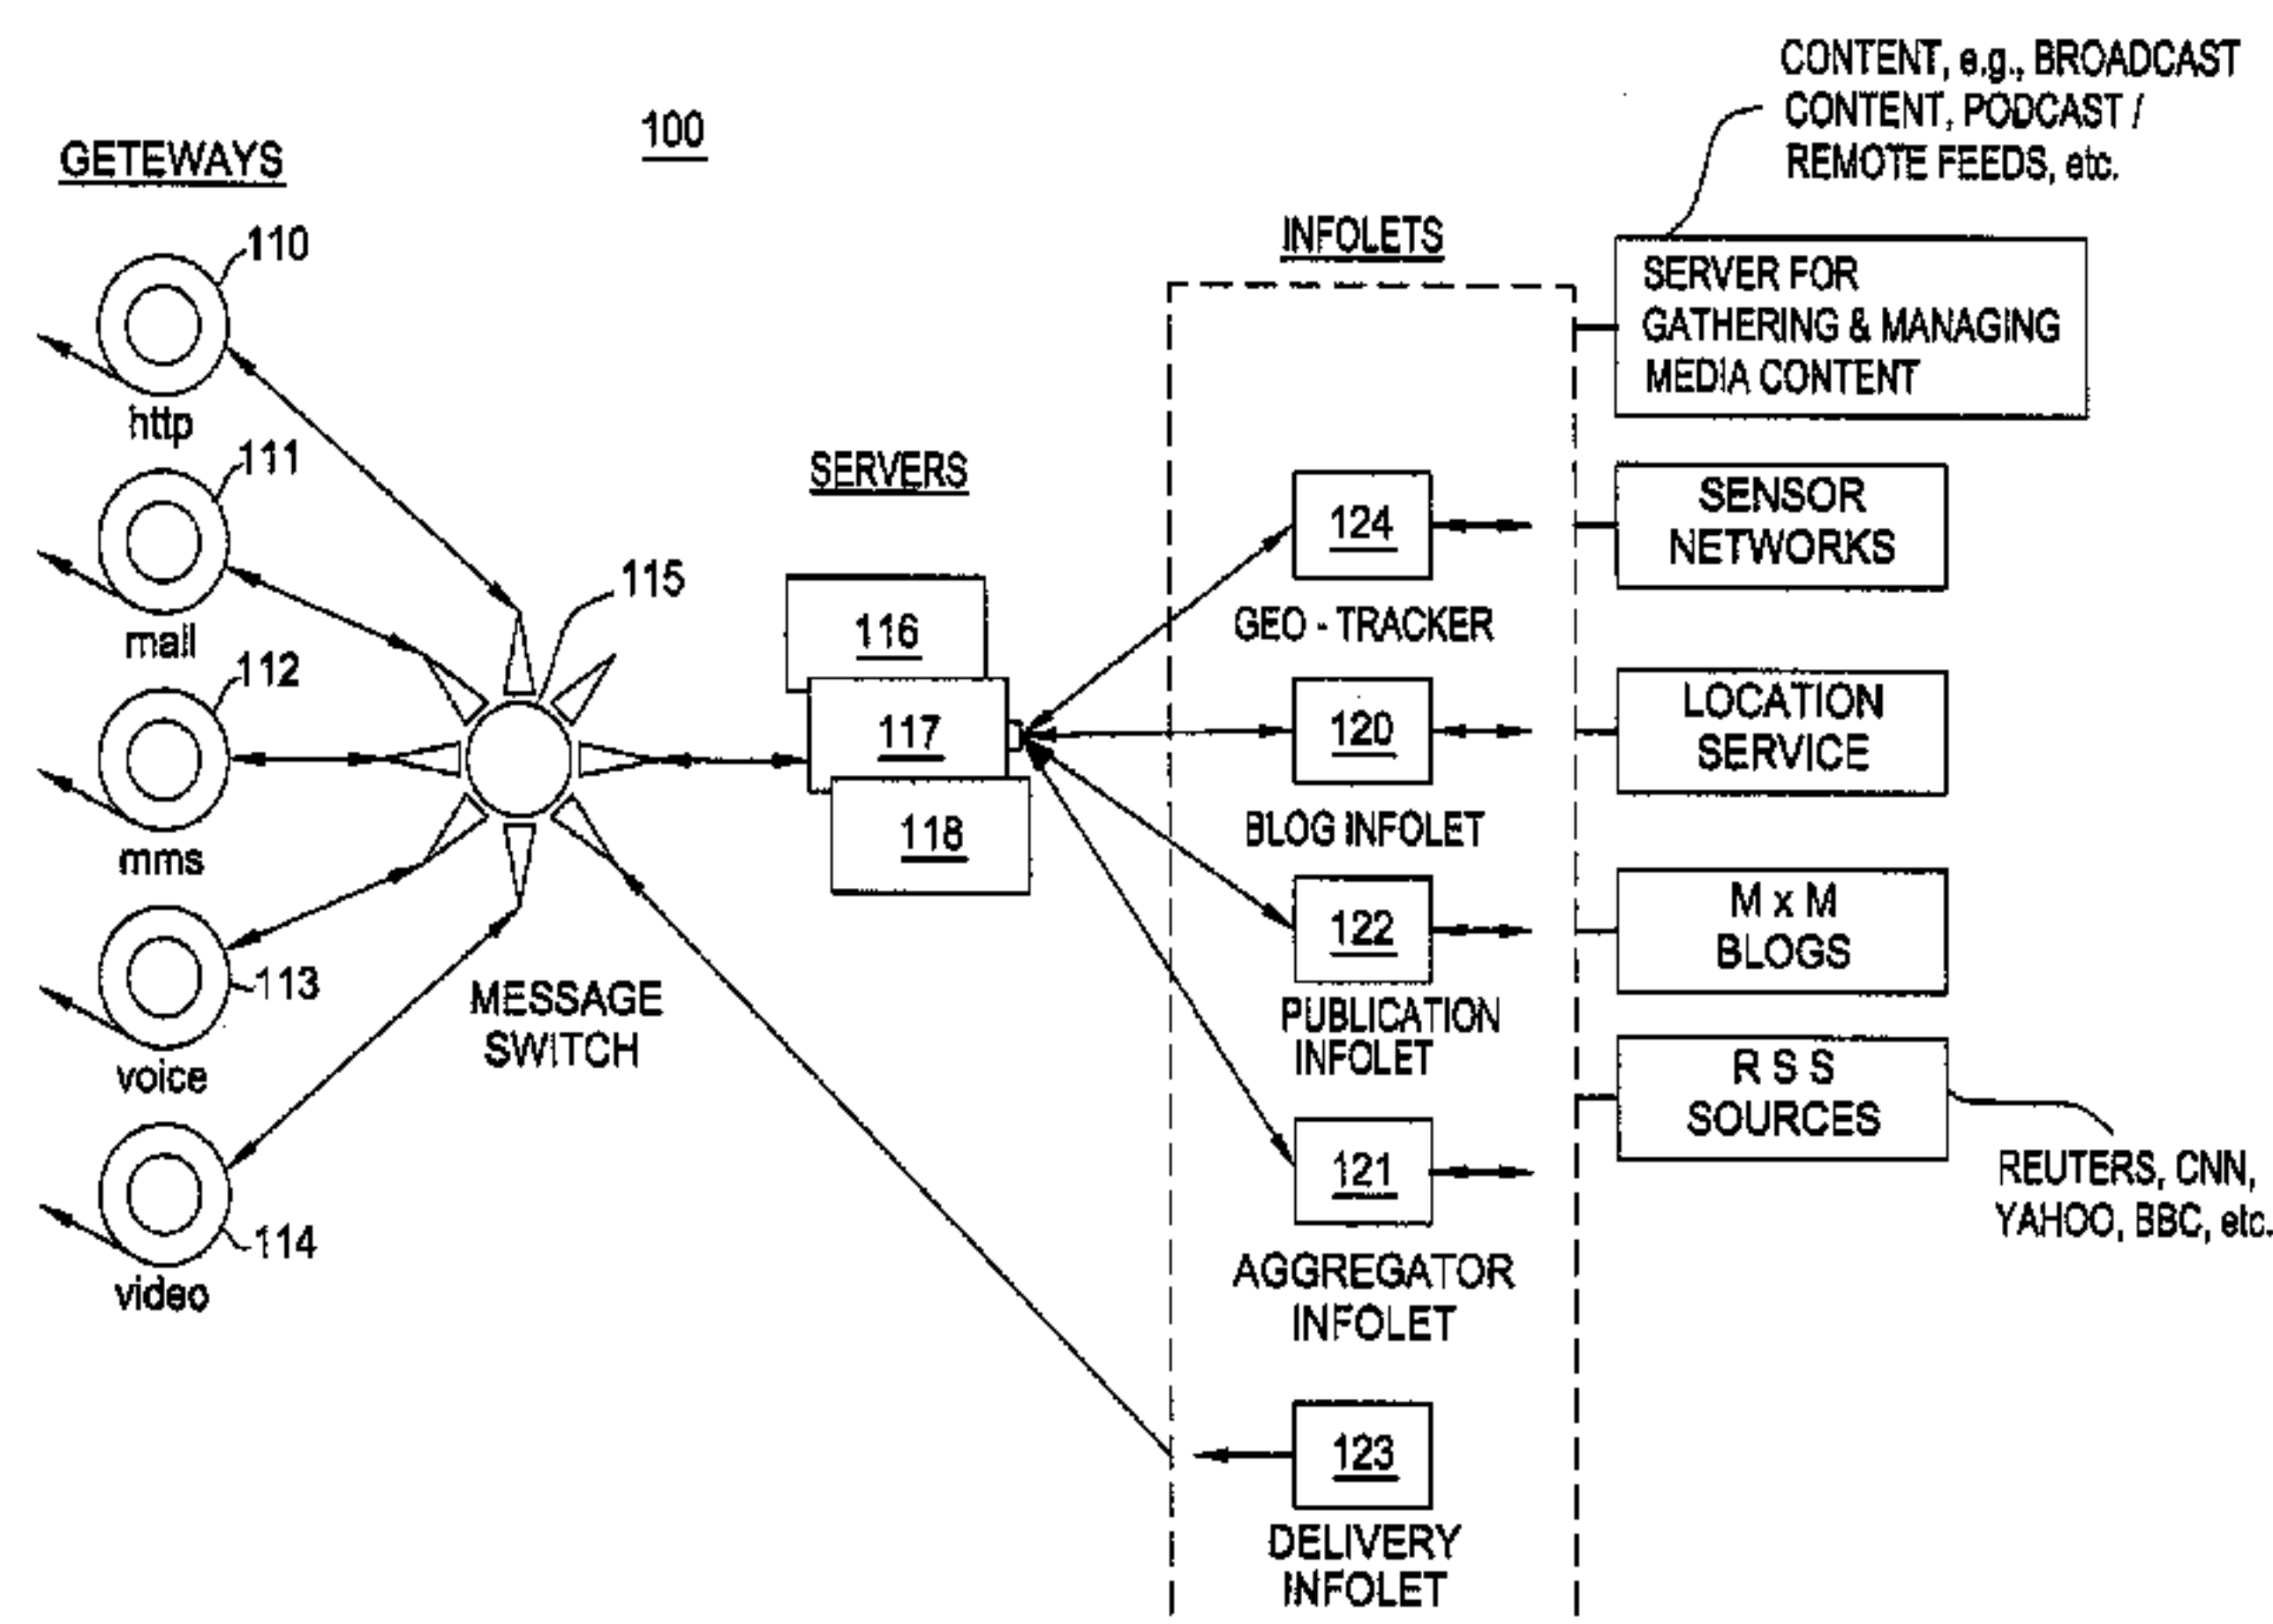 100
GETEWAYS
110
http
111
mail
112
mms
113
voice
114
video
115
MESSAGE
SWITCH
SERVERS
116
117
118
INFOLETS
124
GEO - TRACKER
120
BLOG INFOLET
122
PUBLICATION
INFOLET
121
AGGREGATOR
INFOLET
123
DELIVERY
INFOLET
CONTENT, e.g., BROADCAST
CONTENT, PODCAST /
REMOTE FEEDS, etc.
SERVER FOR
GATHERING & MANAGING
MEDIA CONTENT
SENSOR
NETWORKS
LOCATION
SERVICE
M x M
BLOGS
R S S
SOURCES
REUTERS, CNN,
YAHOO, BBC, etc.